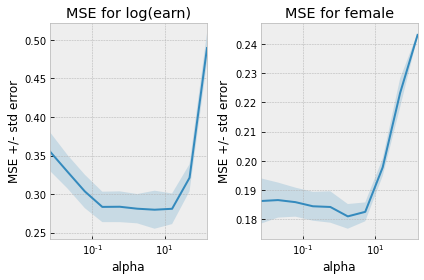 MSE for log(earn)
MSE +/- std error
0.50
0.45
0.40
0.35
0.30
0.25
10⁻¹
10¹
alpha
MSE for female
MSE +/- std error
0.24
0.23
0.22
0.21
0.20
0.19
0.18
10⁻¹
10¹
alpha